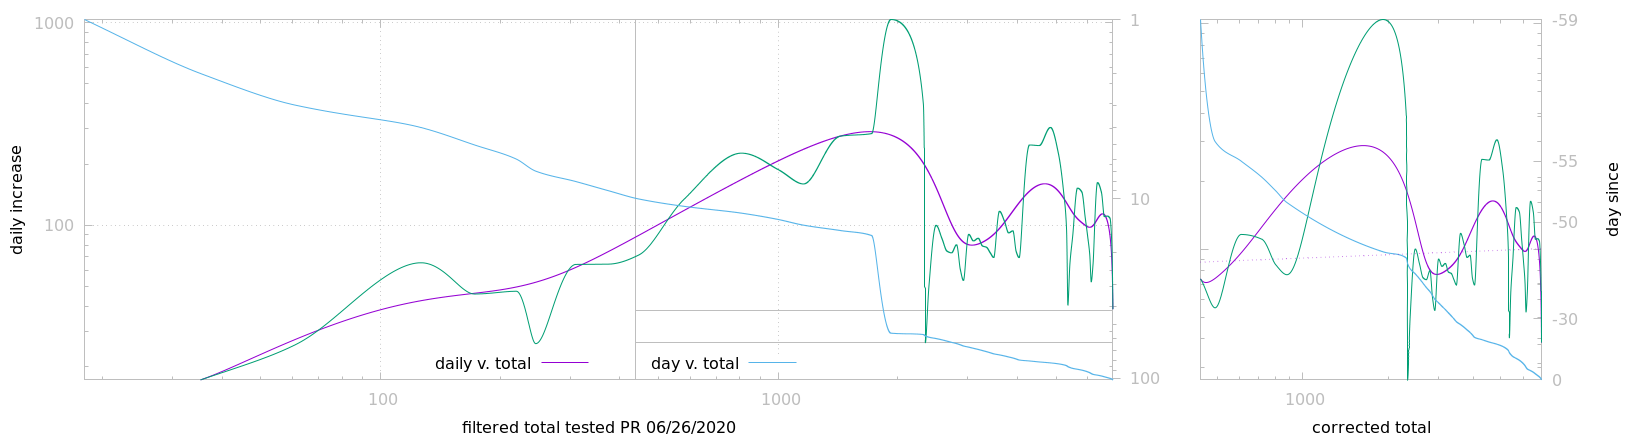 1000
100
daily increase
daily v. total
day v. total
1
10
100
100
1000
filtered total tested PR 06/26/2020
-59
-55
-50
-30
0
day since
1000
corrected total